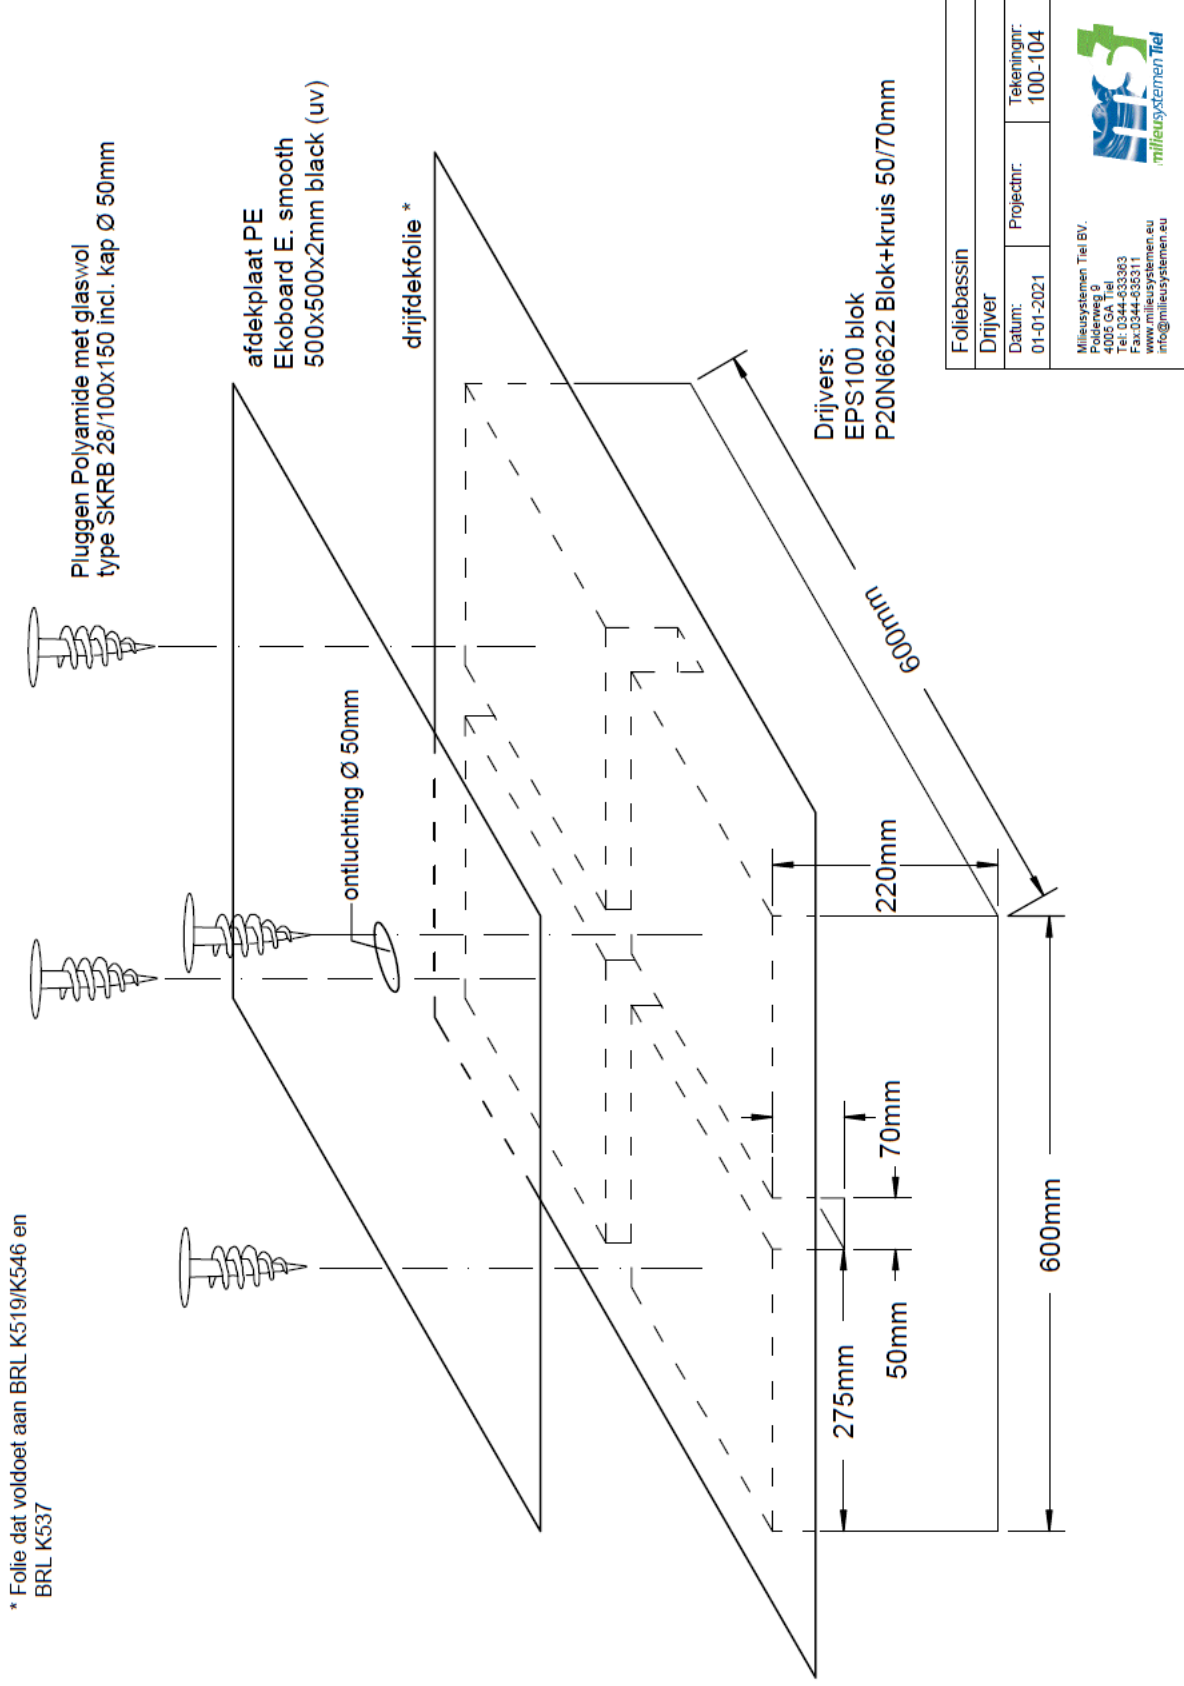 * Folie dat voldoet aan BRL K519/K546 en
BRL K537
Pluggen Polyamide met glaswol
type SKRB 28/100x150 incl. kap Ø 50mm
afdekplaat PE
Ekoboard E. smooth
500x500x2mm black (uv)
ontluchting Ø 50mm
drijfdekfolie *
600mm
220mm
70mm
50mm
275mm
600mm
Drijvers:
EPS100 blok
P20N6622 Blok+kruis 50/70mm
Foliebassin
Drijver
Datum:
01-01-2021
Projectnr:
Tekeningnr:
100-104
Milieusystemen Tiel BV.
Polderweg 9
4005 GA Tiel
Tel: 0344-633363
Fax:0344-635311
www.milieusystemen.eu
info@milieusystemen.eu
mst
milieusystemen Tiel